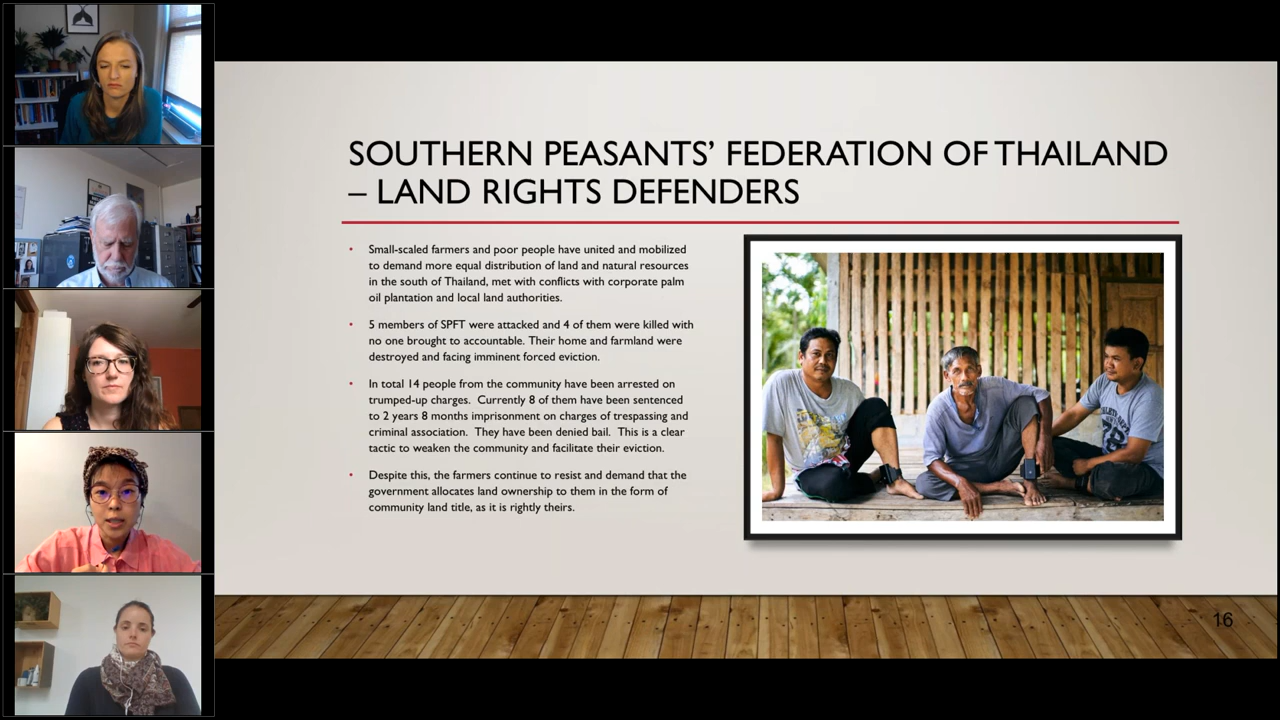 SOUTHERN PEASANTS' FEDERATION OF THAILAND
– LAND RIGHTS DEFENDERS
• Small-scaled farmers and poor people have united and mobilized
to demand more equal distribution of land and natural resources
in the south of Thailand, met with conflicts with corporate palm
oil plantation and local land authorities.
• 5 members of SPFT were attacked and 4 of them were killed with
no one brought to accountable. Their home and farmland were
destroyed and facing imminent forced eviction.
• In total 14 people from the community have been arrested on
trumped-up charges. Currently 8 of them have been sentenced
to 2 years 8 months imprisonment on charges of trespassing and
criminal association. They have been denied bail. This is a clear
tactic to weaken the community and facilitate their eviction.
• Despite this, the farmers continue to resist and demand that the
government allocates land ownership to them in the form of
community land title, as it is rightly theirs.
16